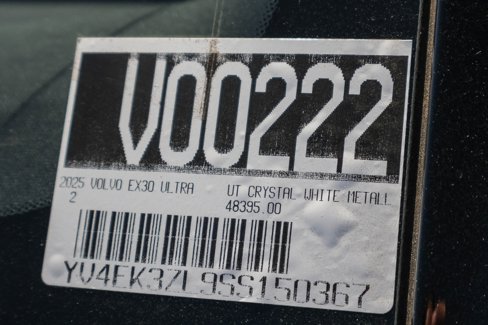 V00222
2025 VOLVO EX30 ULTRA UT CRYSTAL WHITE METALL
2 48395.00
YV4EK3ZL9SS150367